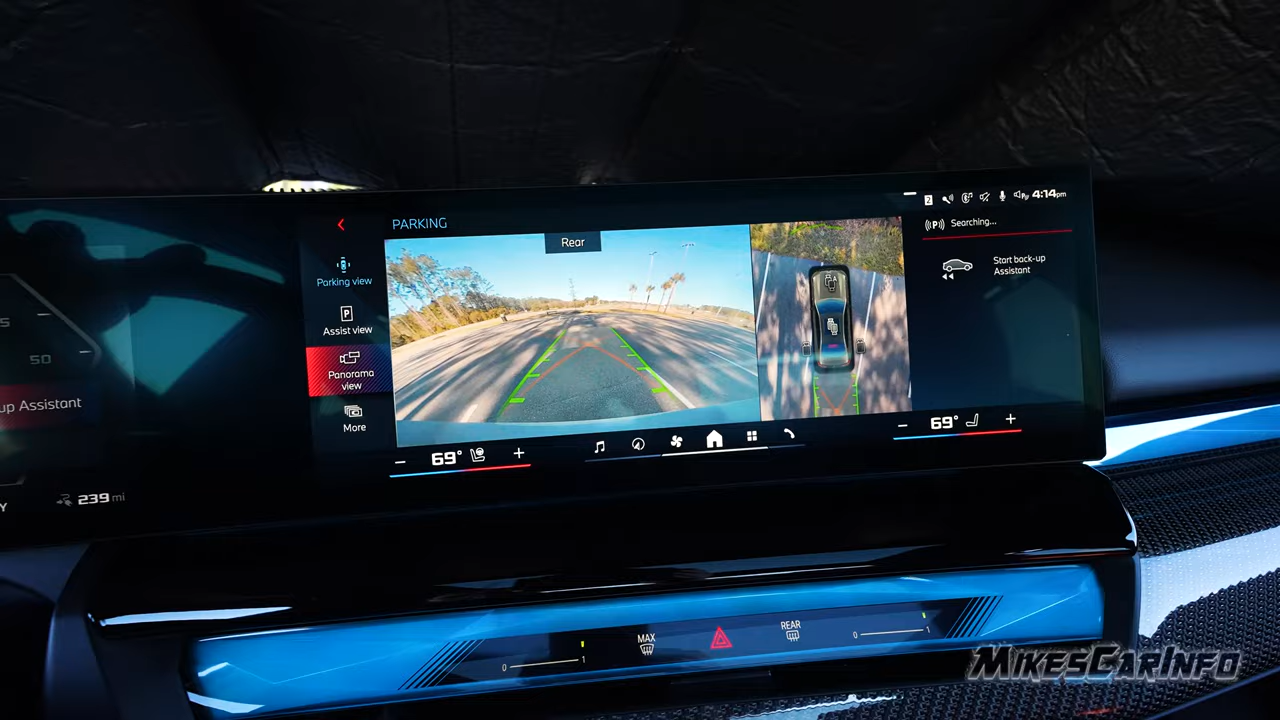 4:14pm
2
PARKING
Rear
(P) Searching...
Start back-up
Assistant
Parking view
P
Assist view
Panorama
view
More
50
up Assistant
239 mi
Y
- 69° +
- 69° +
MAX
REAR
0 1
0 1
MIKESCARINFO